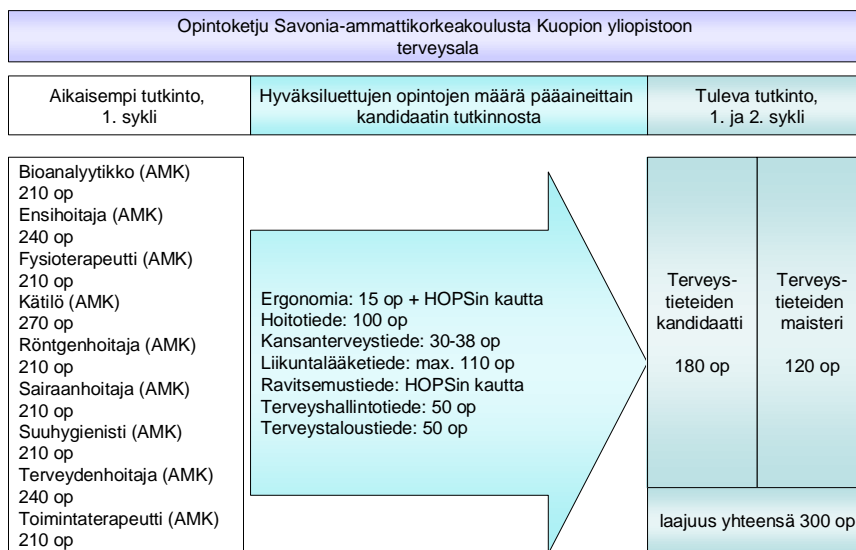 Opintoketju Savonia-ammattikorkeakoulusta Kuopion yliopistoon
terveysala
Aikaisempi tutkinto,
1. sykli
Hyväksiluettujen opintojen määrä pääaineittain
kandidaatin tutkinnosta
Tuleva tutkinto,
1. ja 2. sykli
Bioanalyytikko (AMK)
210 op
Ensihoitaja (AMK)
240 op
Fysioterapeutti (AMK)
210 op
Kätilö (AMK)
270 op
Röntgenhoitaja (AMK)
210 op
Sairaanhoitaja (AMK)
210 op
Suuhygienisti (AMK)
210 op
Terveydenhoitaja (AMK)
240 op
Toimintaterapeutti (AMK)
210 op
Ergonomia: 15 op + HOPSin kautta
Hoitotiede: 100 op
Kansanterveystiede: 30-38 op
Liikuntalääketiede: max. 110 op
Ravitsemustiede: HOPSin kautta
Terveyshallintotiede: 50 op
Terveystaloustiede: 50 op
Terveys-
tieteiden
kandidaatti
180 op
Terveys-
tieteiden
maisteri
120 op
laajuus yhteensä 300 op